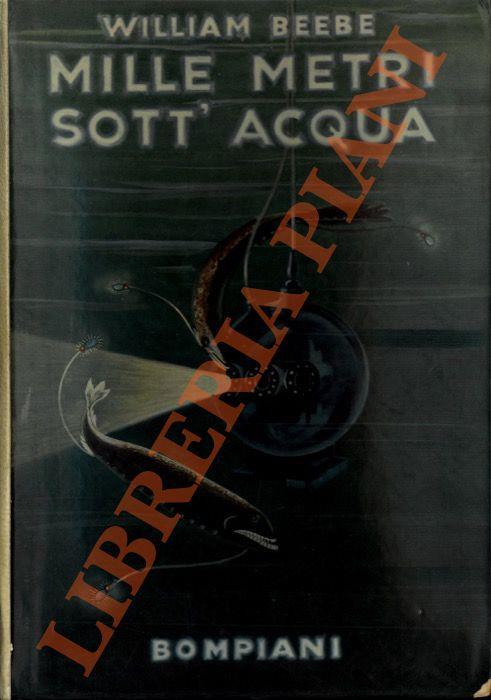 WILLIAM BEEBE
MILLE METRI
SOTT' ACQUA
LIBRERIA PIANI
BOMPIANI